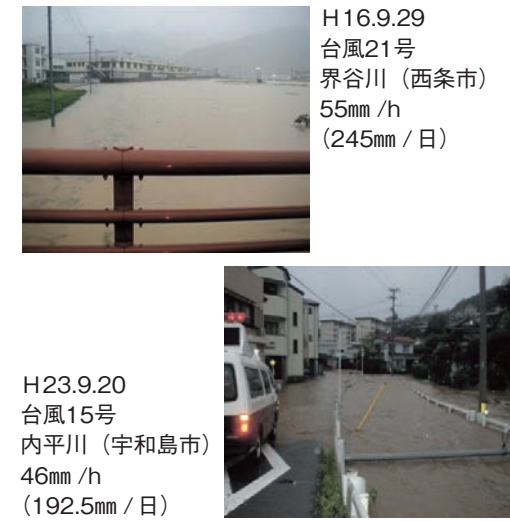 H16.9.29
台風21号
界谷川（西条市）
55㎜ /h
（245㎜ / 日）
H23.9.20
台風15号
内平川（宇和島市）
46㎜ /h
（192.5㎜ / 日）